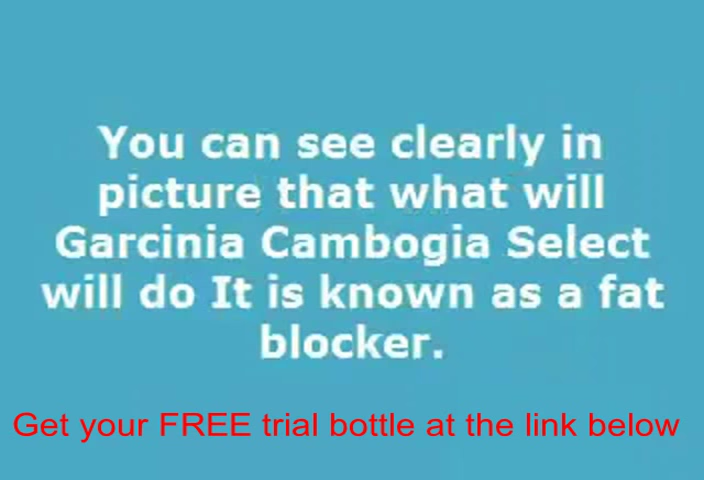 You can see clearly in
picture that what will
Garcinia Cambogia Select
will do It is known as a fat
blocker.
Get your FREE trial bottle at the link below